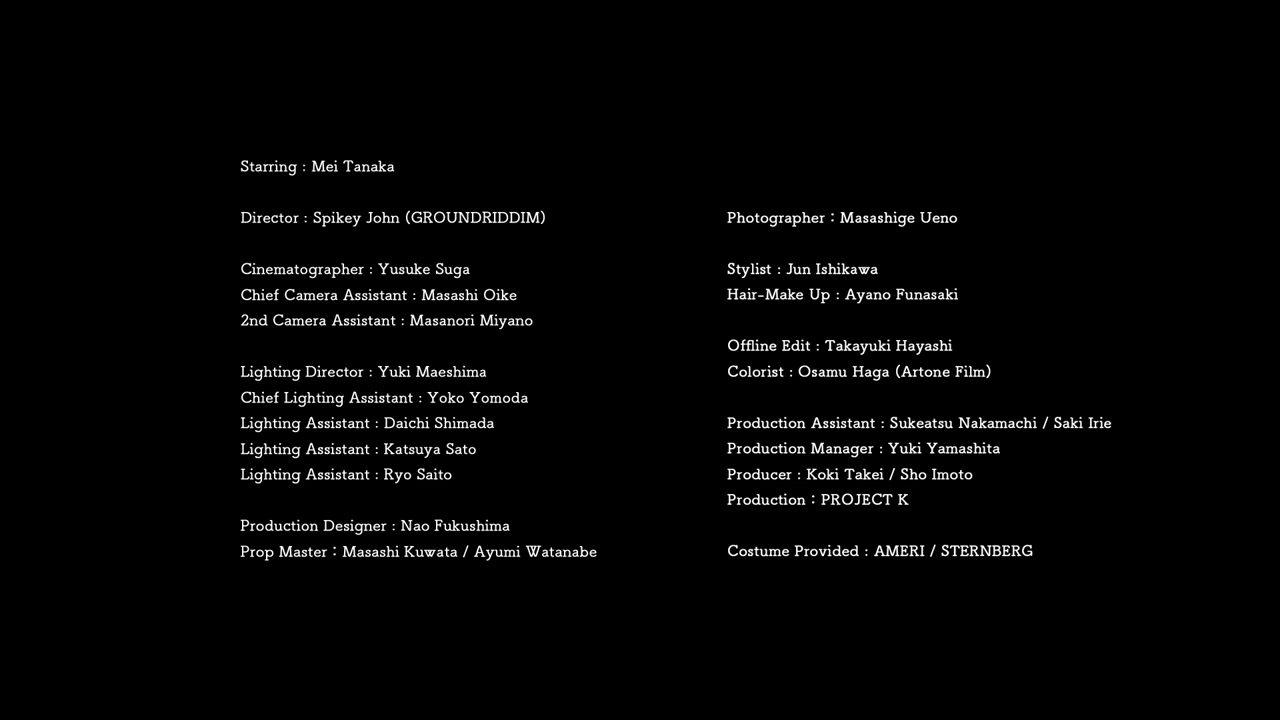 Starring : Mei Tanaka
Director : Spikey John (GROUNDRIDDIM)
Cinematographer : Yusuke Suga
Chief Camera Assistant : Masashi Oike
2nd Camera Assistant : Masanori Miyano
Lighting Director : Yuki Maeshima
Chief Lighting Assistant : Yoko Yomoda
Lighting Assistant : Daichi Shimada
Lighting Assistant : Katsuya Sato
Lighting Assistant : Ryo Saito
Production Designer : Nao Fukushima
Prop Master：Masashi Kuwata / Ayumi Watanabe
Photographer：Masashige Ueno
Stylist : Jun Ishikawa
Hair-Make Up : Ayano Funasaki
Offline Edit : Takayuki Hayashi
Colorist : Osamu Haga (Artone Film)
Production Assistant : Sukeatsu Nakamachi / Saki Irie
Production Manager : Yuki Yamashita
Producer : Koki Takei / Sho Imoto
Production：PROJECT K
Costume Provided : AMERI / STERNBERG